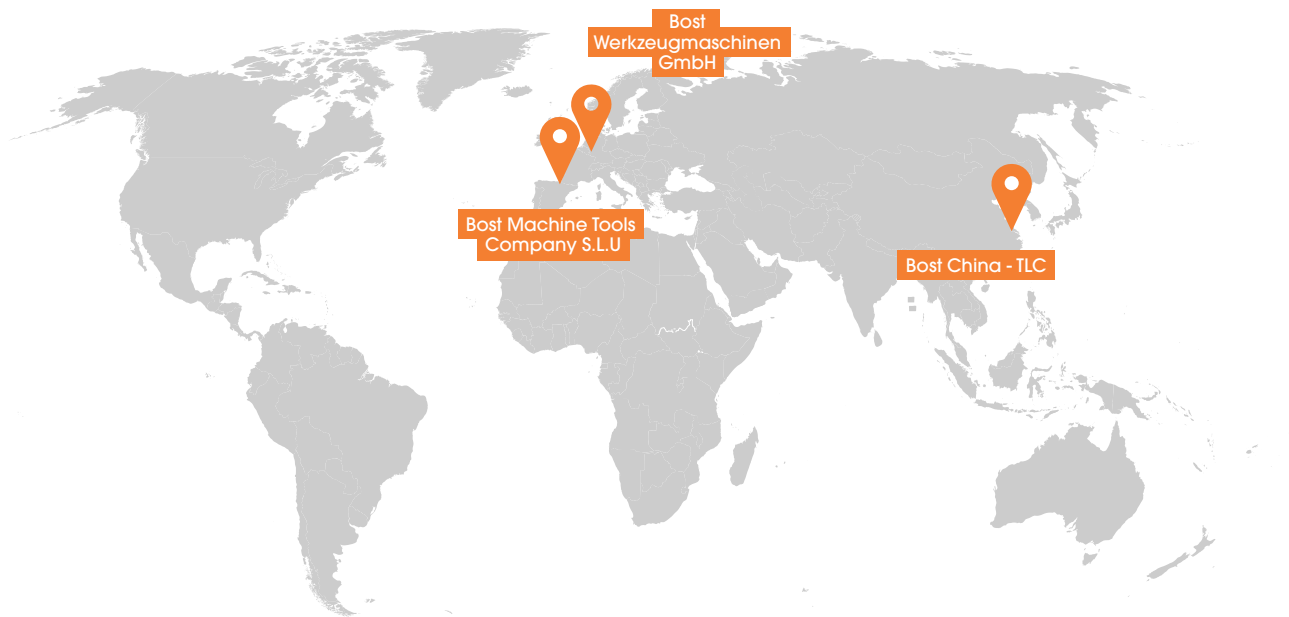 Bost
Werkzeugmaschinen
GmbH
Bost Machine Tools
Company S.L.U
Bost China - TLC